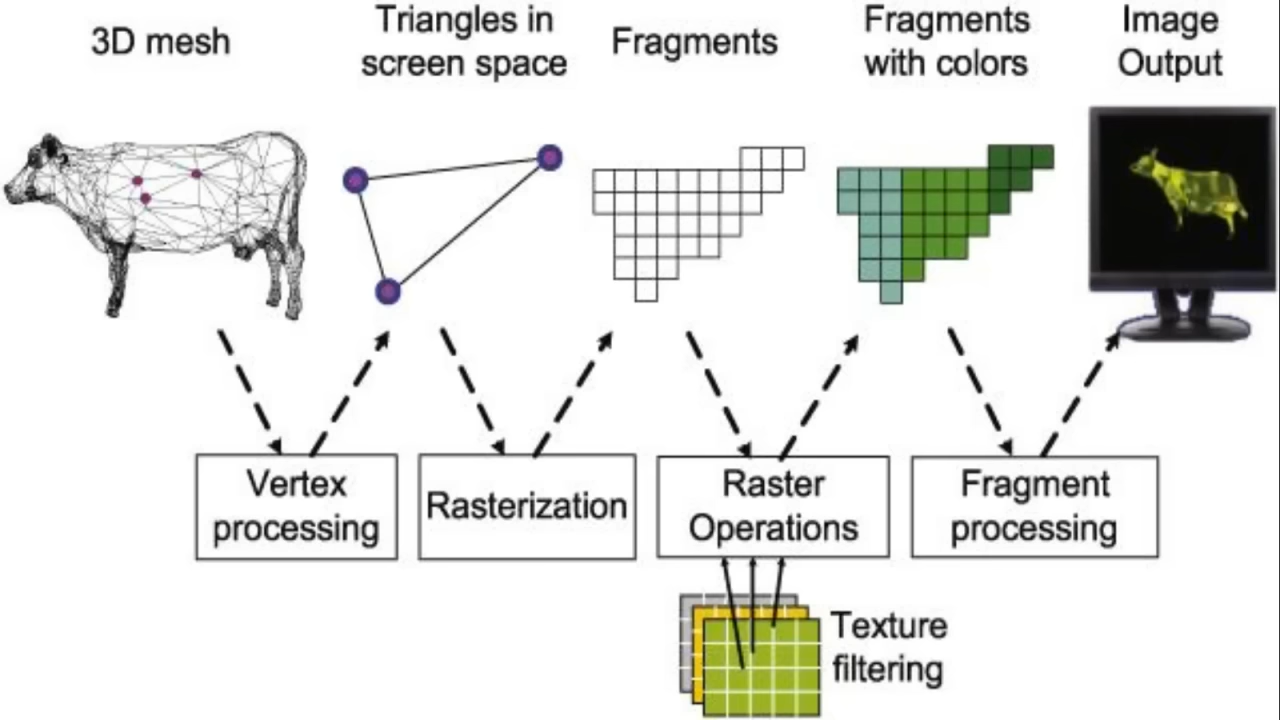 3D mesh
Triangles in
screen space
Fragments
Fragments
with colors
Image
Output
Vertex
processing
Rasterization
Raster
Operations
Fragment
processing
Texture
filtering